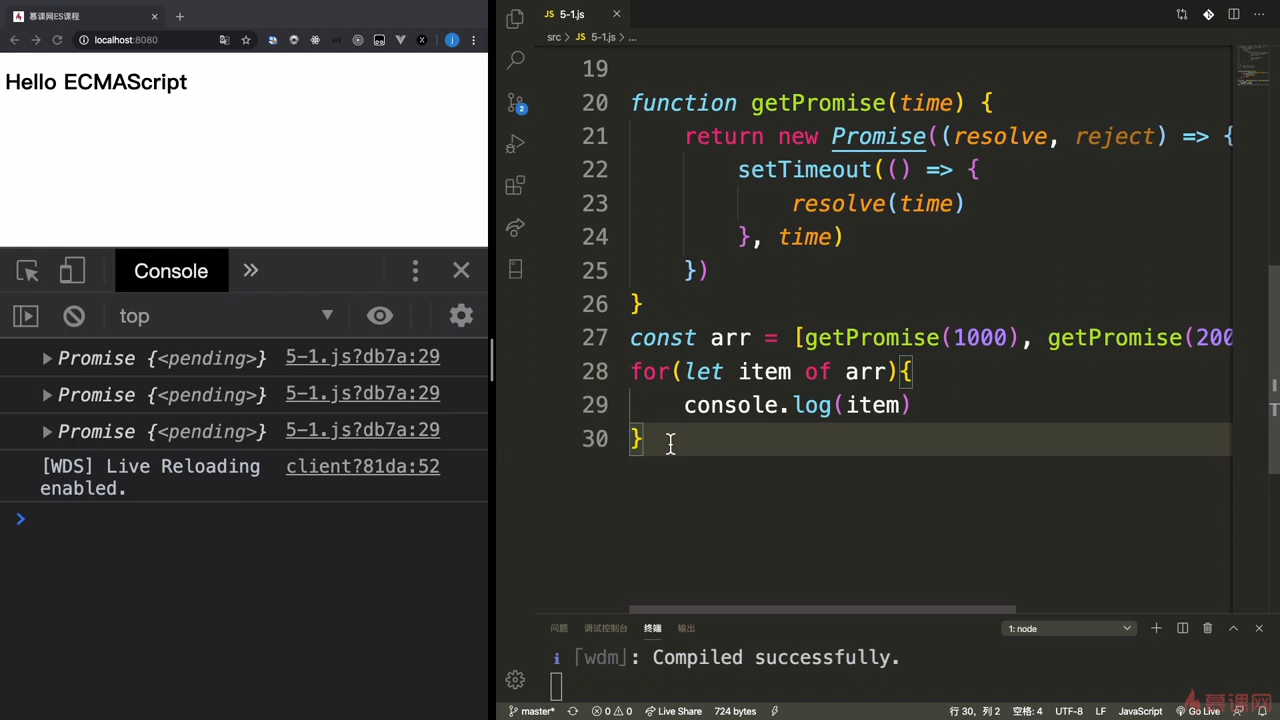 慕课网ES课程
localhost:8080
Hello ECMAScript
Console
top
Promise {<pending>} 5-1.js?db7a:29
Promise {<pending>} 5-1.js?db7a:29
Promise {<pending>} 5-1.js?db7a:29
[WDS] Live Reloading client?81da:52
enabled.
JS 5-1.js
src > JS 5-1.js > ...
2
19
20 function getPromise(time) {
21 return new Promise((resolve, reject) => {
22 setTimeout(() => {
23 resolve(time)
24 }, time)
25 })
26 }
27 const arr = [getPromise(1000), getPromise(200
28 for(let item of arr){
29 console.log(item)
30 }
问题 调试控制台 终端 输出 1: node
i 「wdm」: Compiled successfully.
慕课网
master* 0 0 Live Share 724 bytes 行 30, 列 2 空格: 4 UTF-8 LF JavaScript Go Live